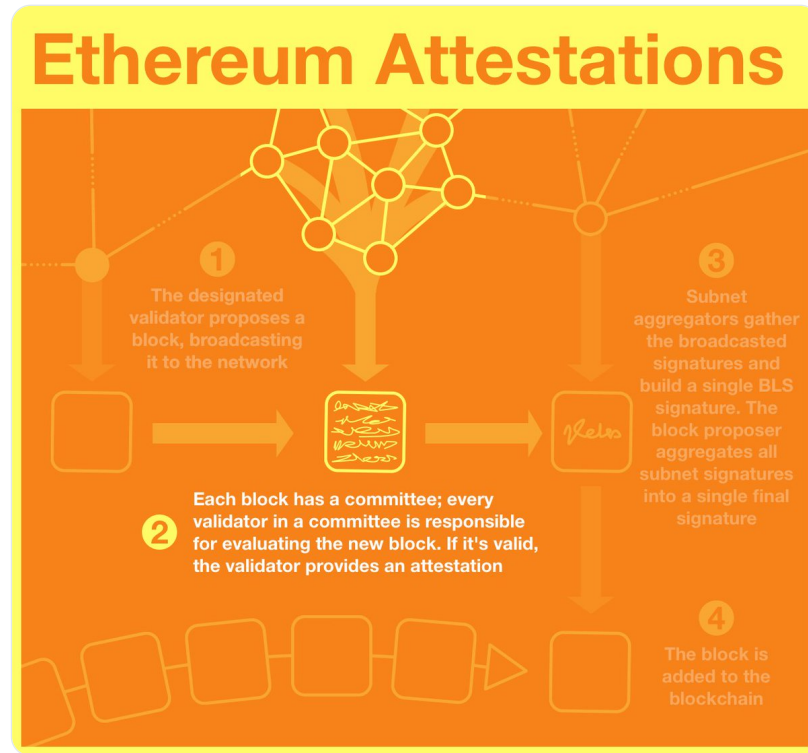 Ethereum Attestations
1
The designated
validator proposes a
block, broadcasting
it to the network
2
Each block has a committee; every
validator in a committee is responsible
for evaluating the new block. If it's valid,
the validator provides an attestation
3
Subnet
aggregators gather
the broadcasted
signatures and
build a single BLS
signature. The
block proposer
aggregates all
subnet signatures
into a single final
signature
4
The block is
added to the
blockchain